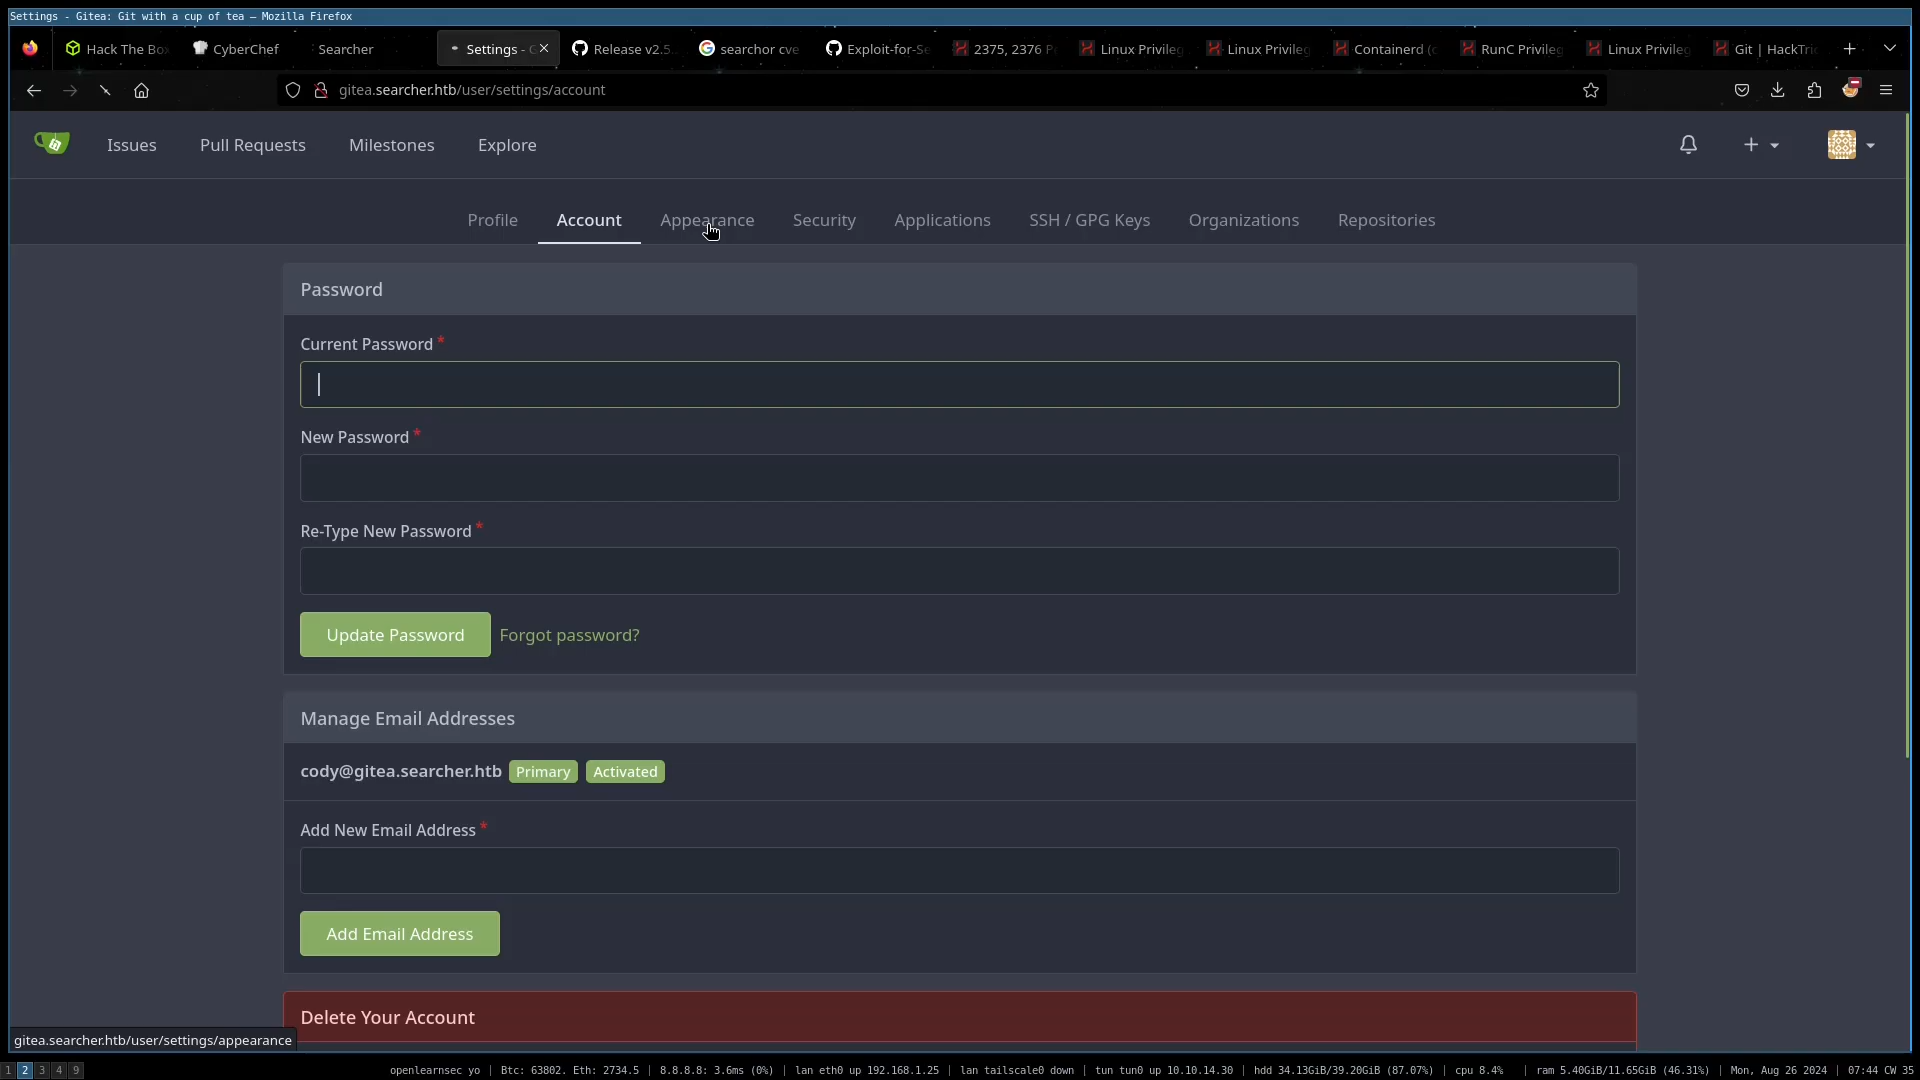 Settings - Gitea: Git with a cup of tea — Mozilla Firefox
Hack The Bo
CyberChef
Searcher
Settings - G
Release v2.5.
searchor cve
Exploit-for-Se
2375, 2376 P
Linux Privileg
Linux Privileg
Containerd (c
RunC Privileg
Linux Privileg
Git | HackTric
gitea.searcher.htb/user/settings/account
Issues
Pull Requests
Milestones
Explore
Profile
Account
Appearance
Security
Applications
SSH / GPG Keys
Organizations
Repositories
Password
Current Password *
New Password *
Re-Type New Password *
Update Password
Forgot password?
Manage Email Addresses
cody@gitea.searcher.htb Primary Activated
Add New Email Address *
Add Email Address
Delete Your Account
gitea.searcher.htb/user/settings/appearance
1 2 3 4 9
openlearnsec yo | Btc: 63802. Eth: 2734.5 | 8.8.8.8: 3.6ms (0%) | lan eth0 up 192.168.1.25 | lan tailscale0 down | tun tun0 up 10.10.14.30 | hdd 34.13GiB/39.20GiB (87.07%) | cpu 8.4% | ram 5.40GiB/11.65GiB (46.31%) | Mon, Aug 26 2024 | 07:44 CW 35